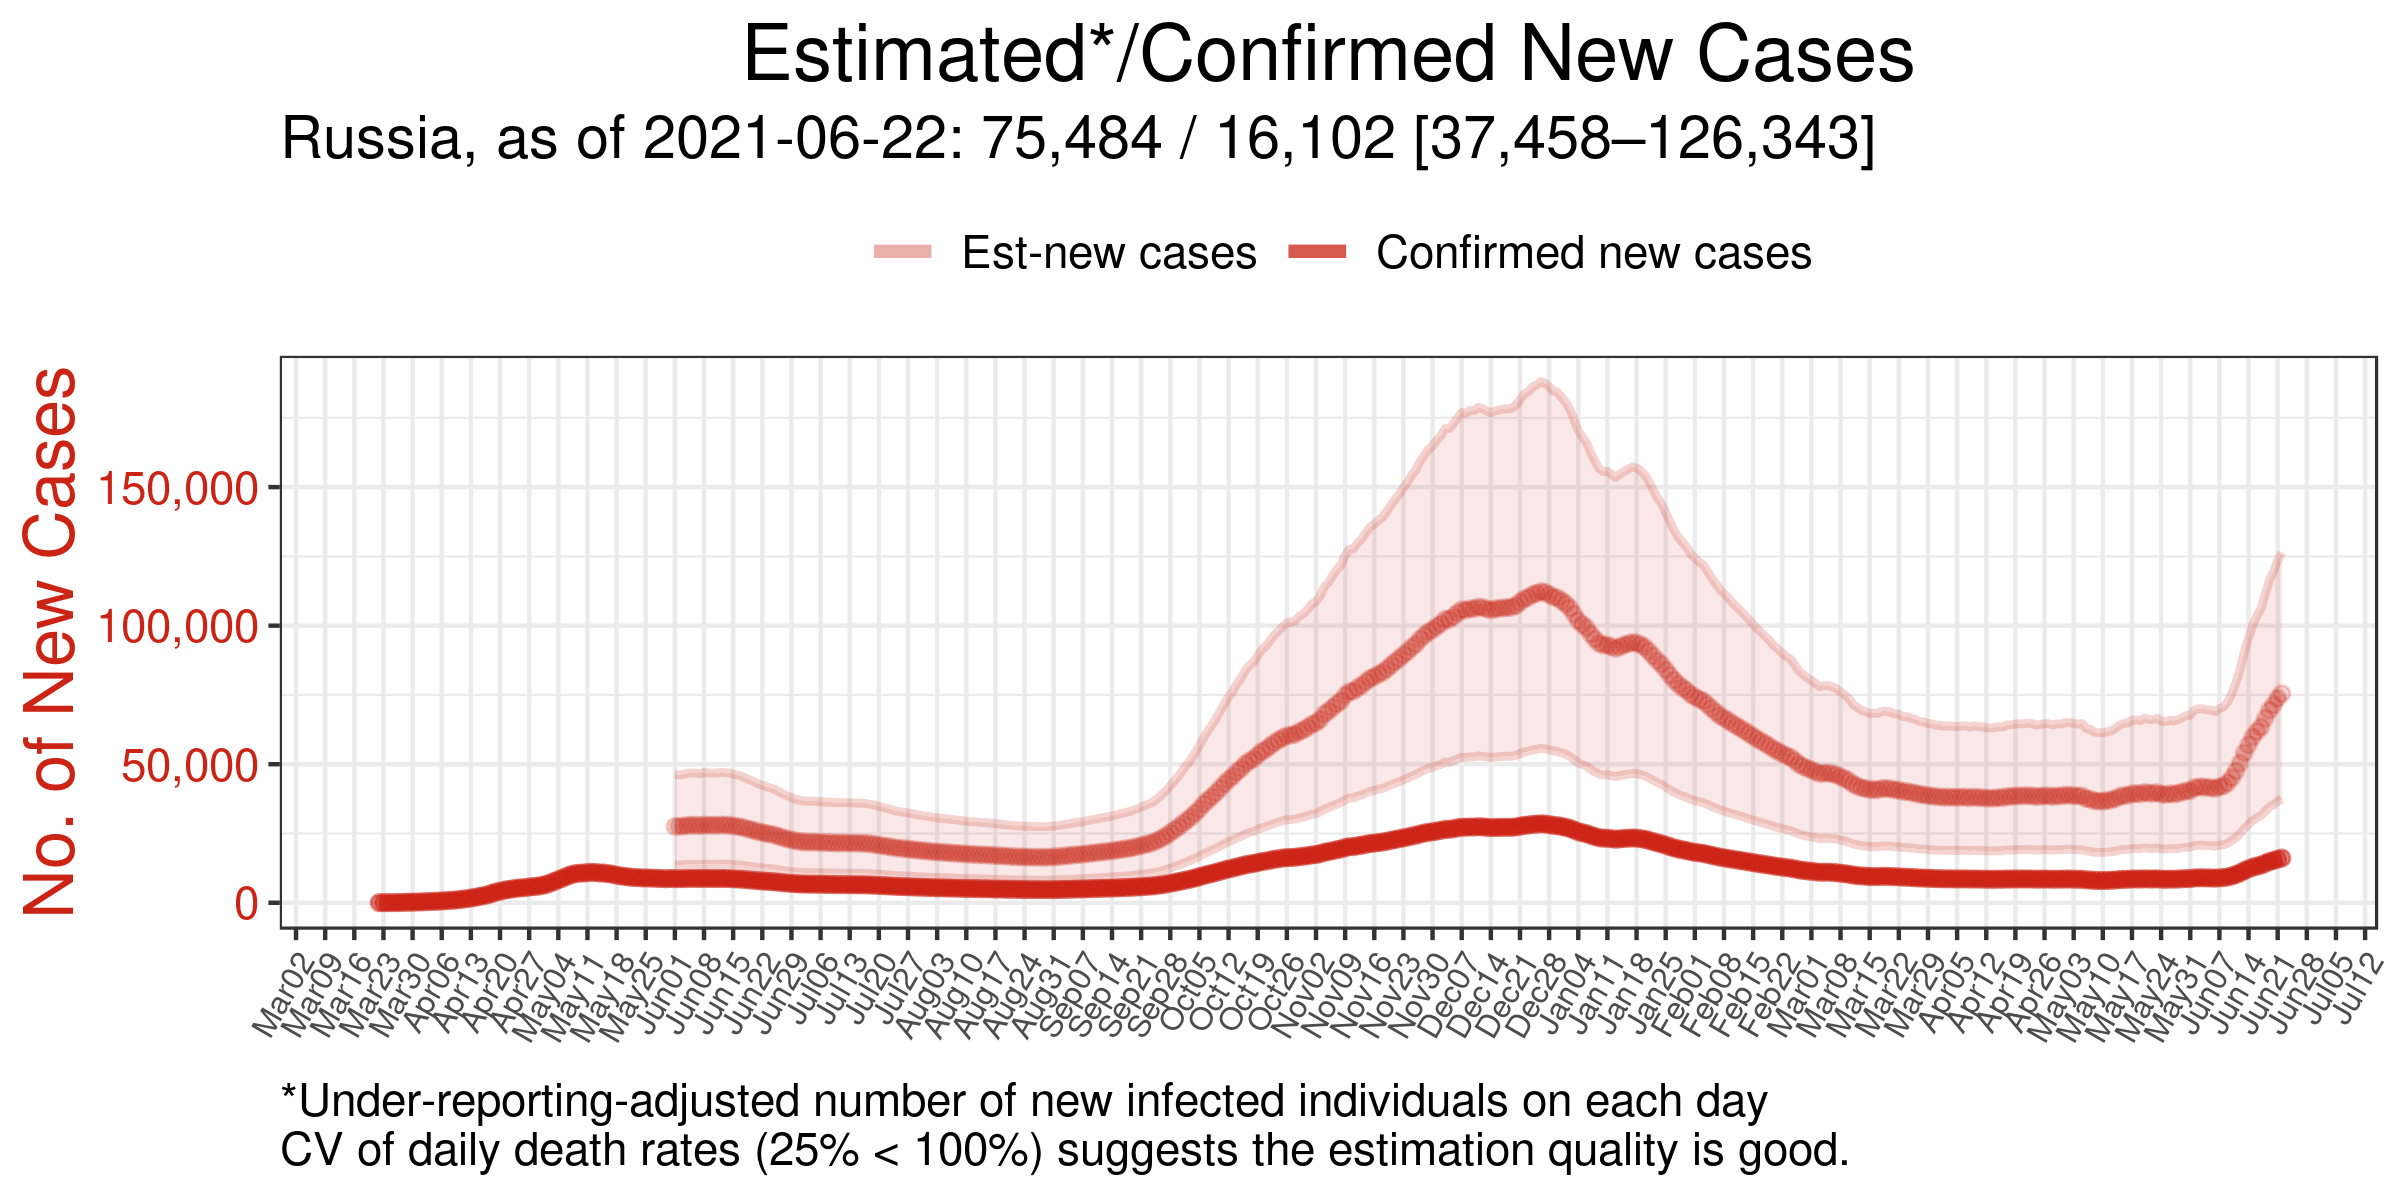 Estimated*/Confirmed New Cases
Russia, as of 2021-06-22: 75,484 / 16,102 [37,458–126,343]
Est-new cases
Confirmed new cases
No. of New Cases
150,000
100,000
50,000
0
Mar02
Mar09
Mar16
Mar23
Mar30
Apr06
Apr13
Apr20
Apr27
May04
May11
May18
May25
Jun01
Jun08
Jun15
Jun22
Jun29
Jul06
Jul13
Jul20
Jul27
Aug03
Aug10
Aug17
Aug24
Aug31
Sep07
Sep14
Sep21
Sep28
Oct05
Oct12
Oct19
Oct26
Nov02
Nov09
Nov16
Nov23
Nov30
Dec07
Dec14
Dec21
Dec28
Jan04
Jan11
Jan18
Jan25
Feb01
Feb08
Feb15
Feb22
Mar01
Mar08
Mar15
Mar22
Mar29
Apr05
Apr12
Apr19
Apr26
May03
May10
May17
May24
May31
Jun07
Jun14
Jun21
Jun28
Jul05
Jul12
*Under-reporting-adjusted number of new infected individuals on each day
CV of daily death rates (25% < 100%) suggests the estimation quality is good.